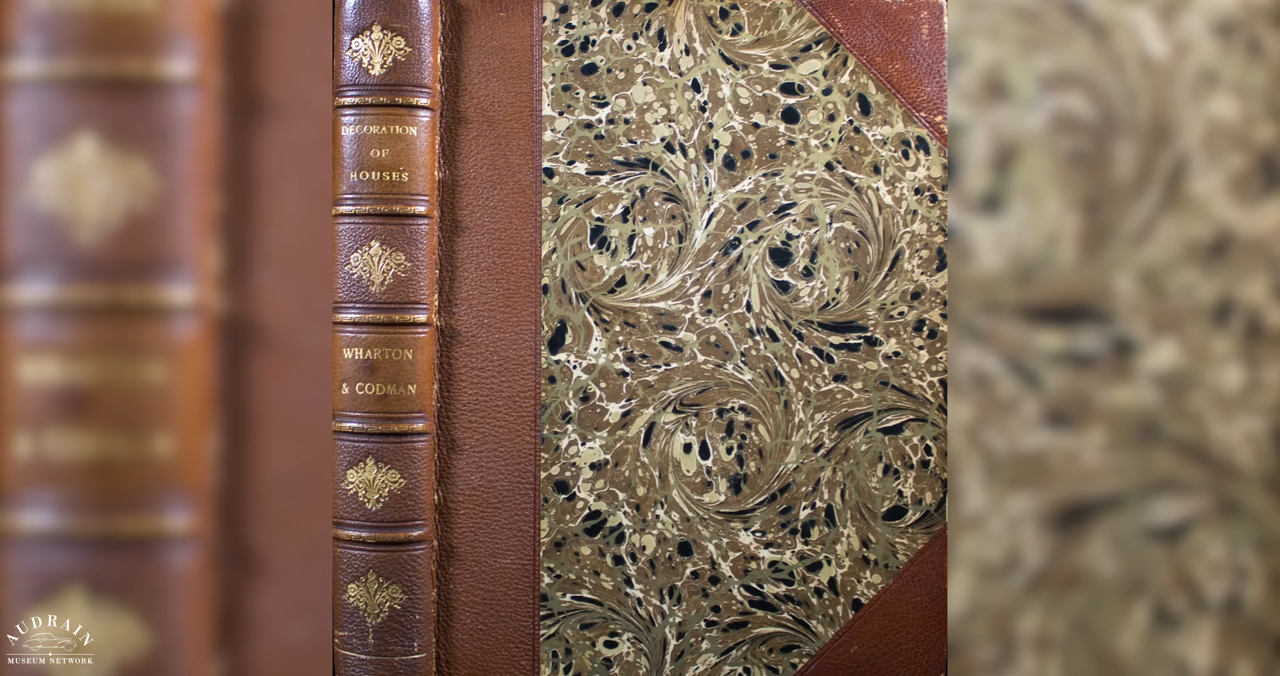 DECORATION
OF
HOUSES
WHARTON
& CODMAN
AUDRAIN
MUSEUM NETWORK